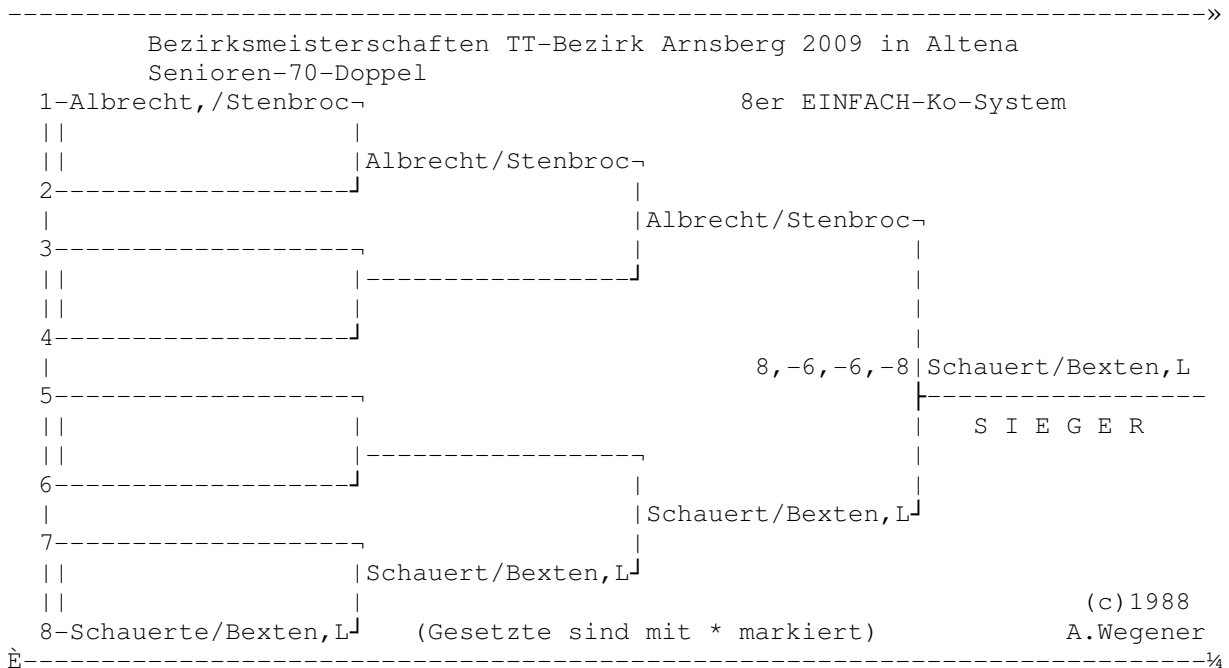 Bezirksmeisterschaften TT-Bezirk Arnsberg 2009 in Altena
Senioren-70-Doppel
1-Albrecht,/Stenbroc¬ 8er EINFACH-Ko-System
Albrecht/Stenbroc¬
2
Albrecht/Stenbroc¬
3
4
8,-6,-6,-8 Schauert/Bexten,L
5
S I E G E R
6
Schauert/Bexten,L
7
Schauert/Bexten,L
(c)1988
8-Schauerte/Bexten,L (Gesetzte sind mit * markiert) A.Wegener